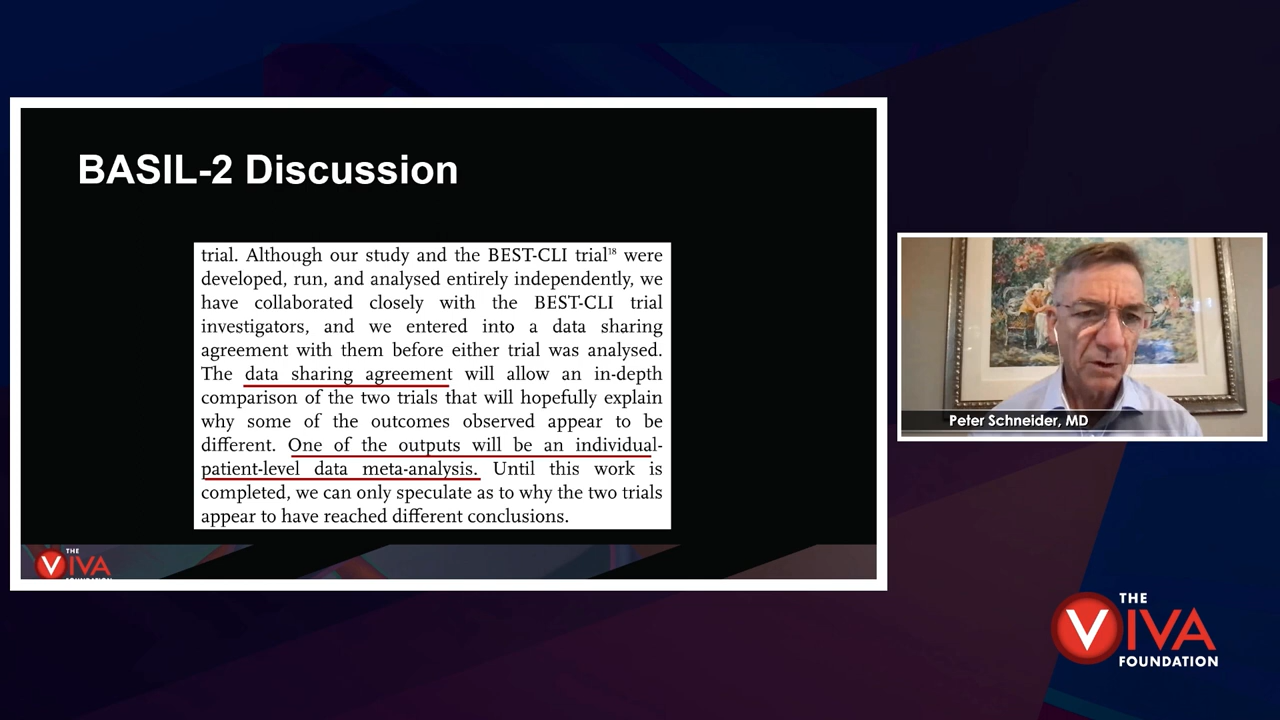 BASIL-2 Discussion
trial. Although our study and the BEST-CLI trial¹⁸ were
developed, run, and analysed entirely independently, we
have collaborated closely with the BEST-CLI trial
investigators, and we entered into a data sharing
agreement with them before either trial was analysed.
The data sharing agreement will allow an in-depth
comparison of the two trials that will hopefully explain
why some of the outcomes observed appear to be
different. One of the outputs will be an individual-
patient-level data meta-analysis. Until this work is
completed, we can only speculate as to why the two trials
appear to have reached different conclusions.
THE
VIVA
FOUNDATION
Peter Schneider, MD
THE
VIVA
FOUNDATION